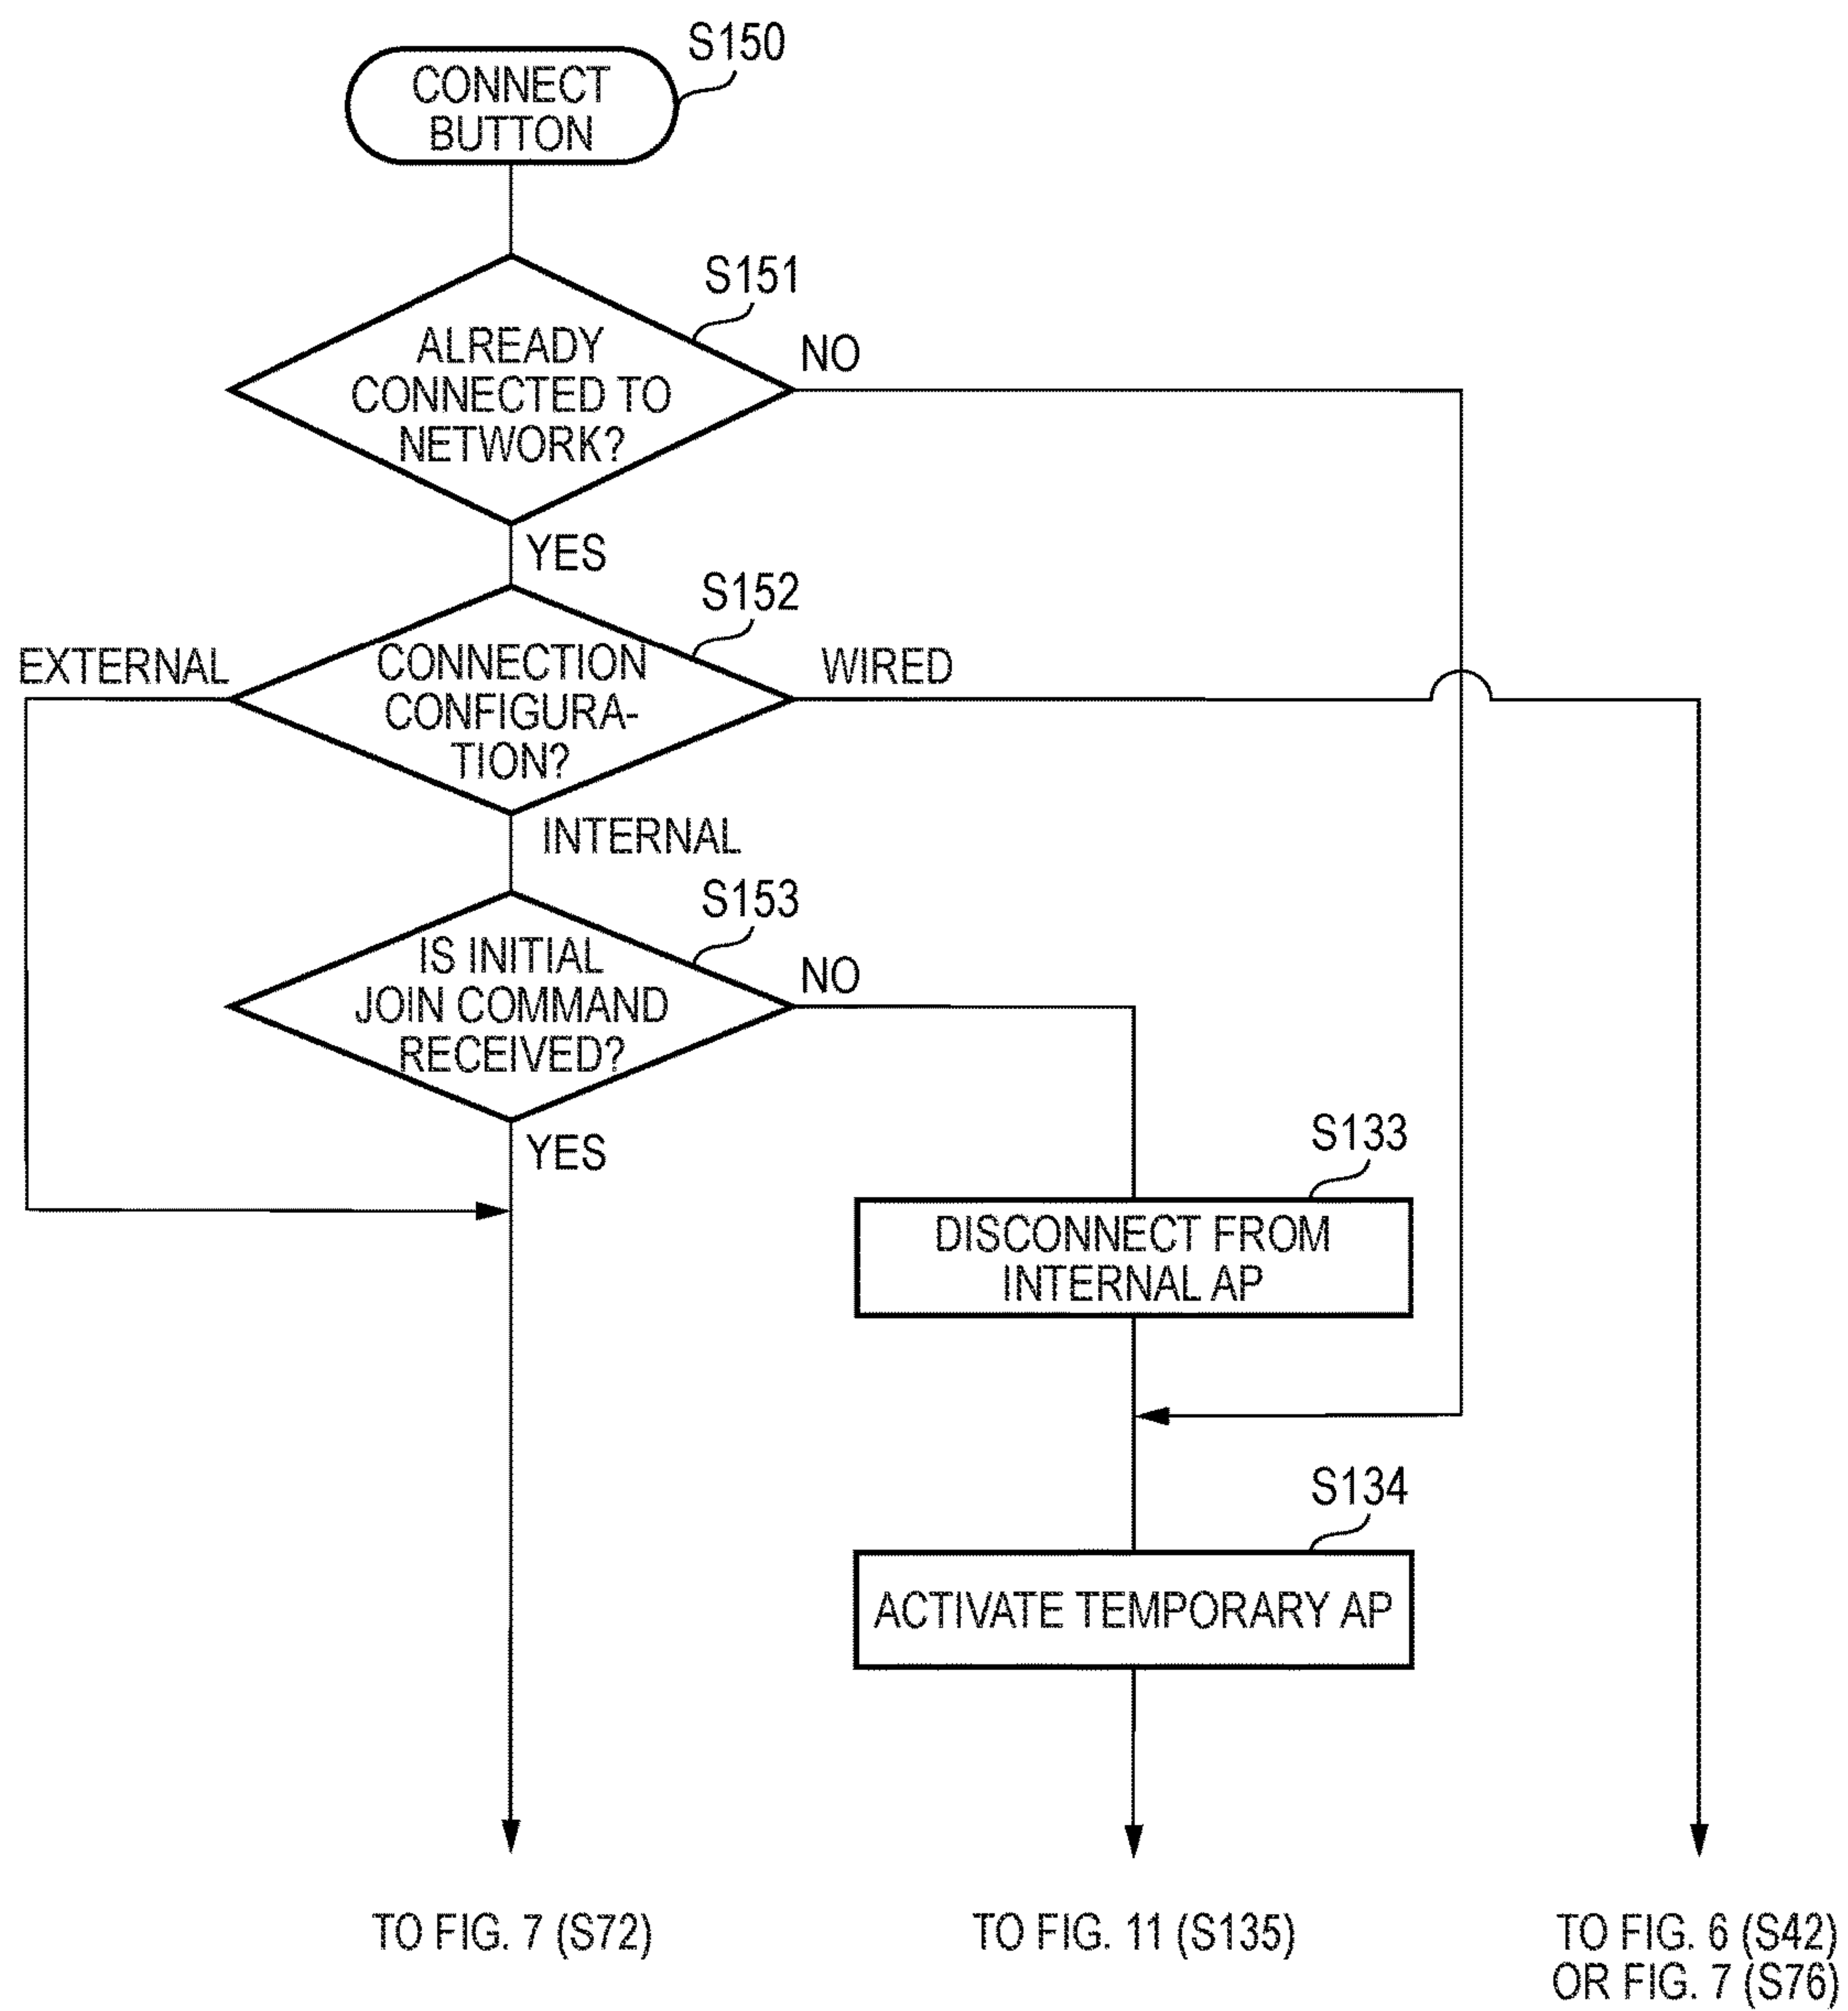 S150
CONNECT
BUTTON
S151
ALREADY
CONNECTED TO
NETWORK?
NO
YES
S152
EXTERNAL
CONNECTION
CONFIGURA-
TION?
WIRED
INTERNAL
S153
IS INITIAL
JOIN COMMAND
RECEIVED?
NO
YES
S133
DISCONNECT FROM
INTERNAL AP
S134
ACTIVATE TEMPORARY AP
TO FIG. 7 (S72)
TO FIG. 11 (S135)
TO FIG. 6 (S42)
OR FIG. 7 (S76)